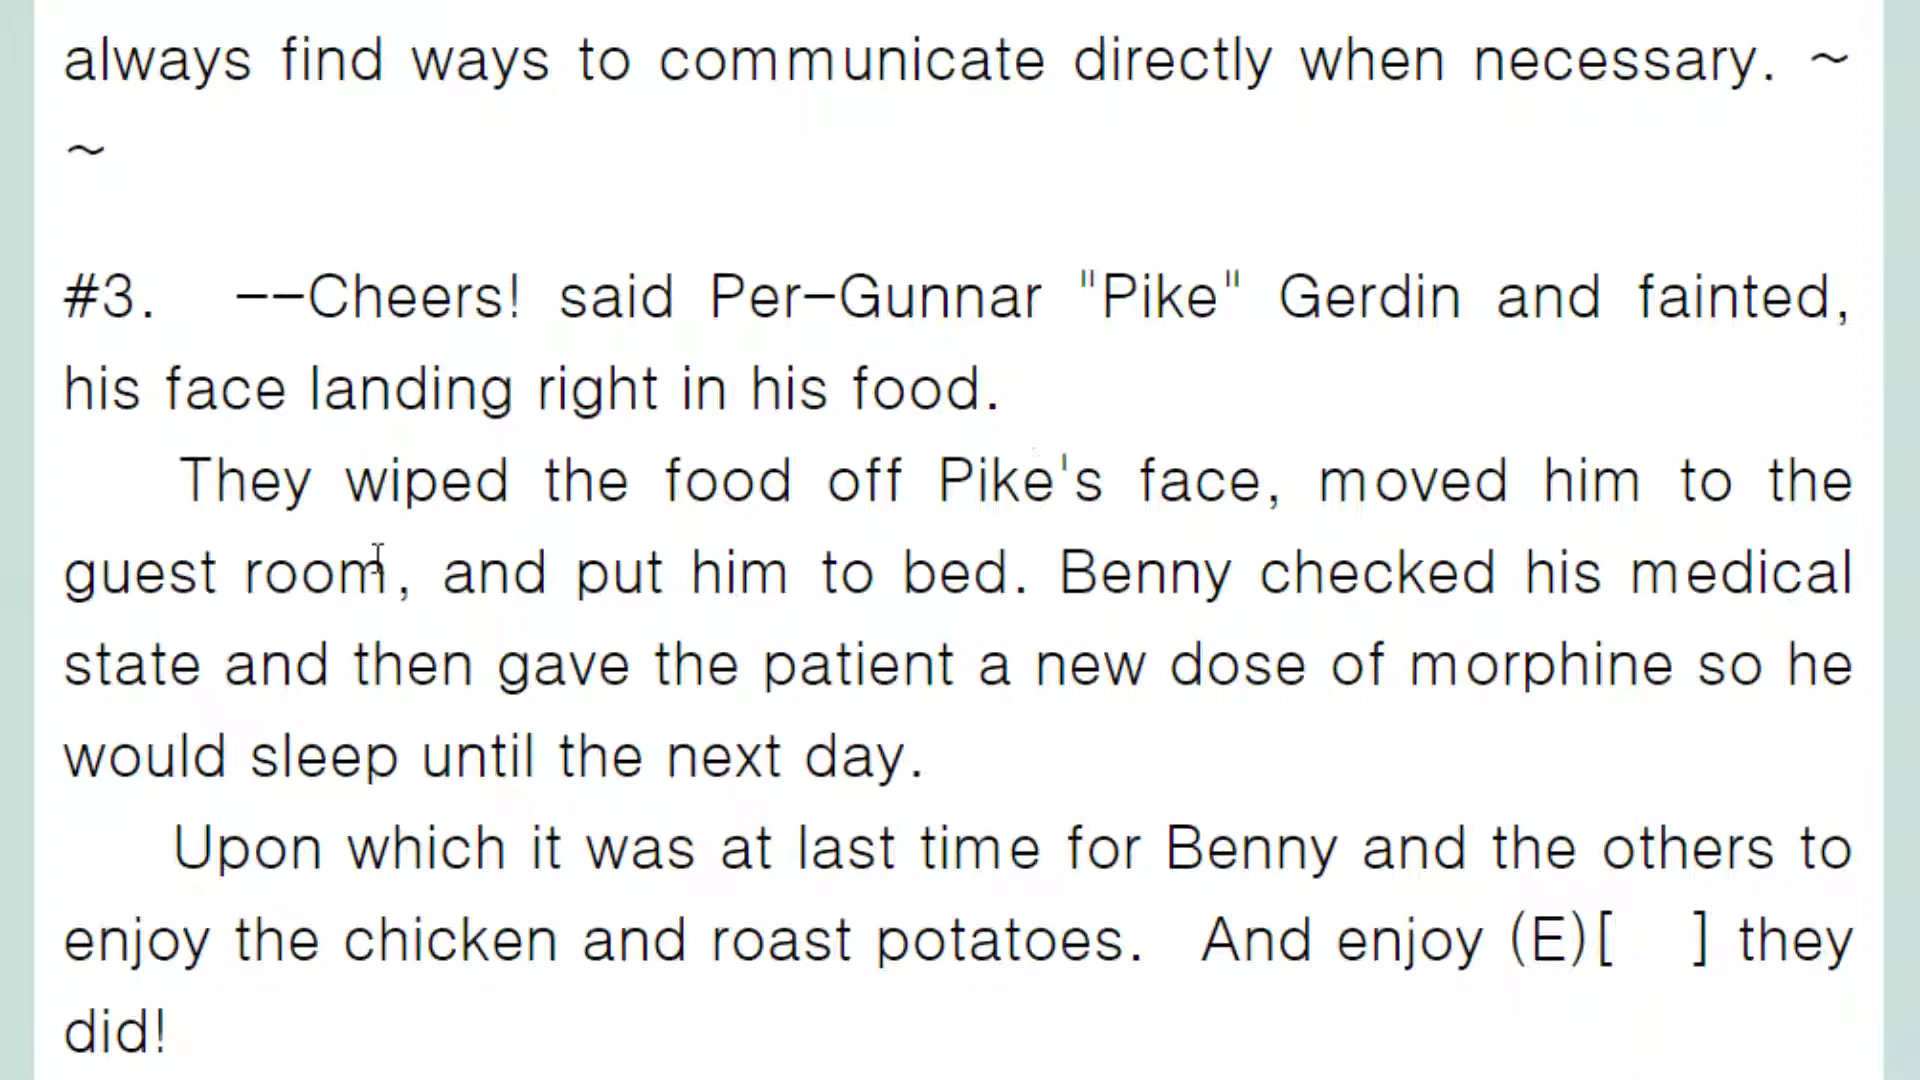 always find ways to communicate directly when necessary. ~
~
#3. --Cheers! said Per-Gunnar "Pike" Gerdin and fainted,
his face landing right in his food.
They wiped the food off Pike's face, moved him to the
guest room, and put him to bed. Benny checked his medical
state and then gave the patient a new dose of morphine so he
would sleep until the next day.
Upon which it was at last time for Benny and the others to
enjoy the chicken and roast potatoes. And enjoy (E)[ ] they
did!